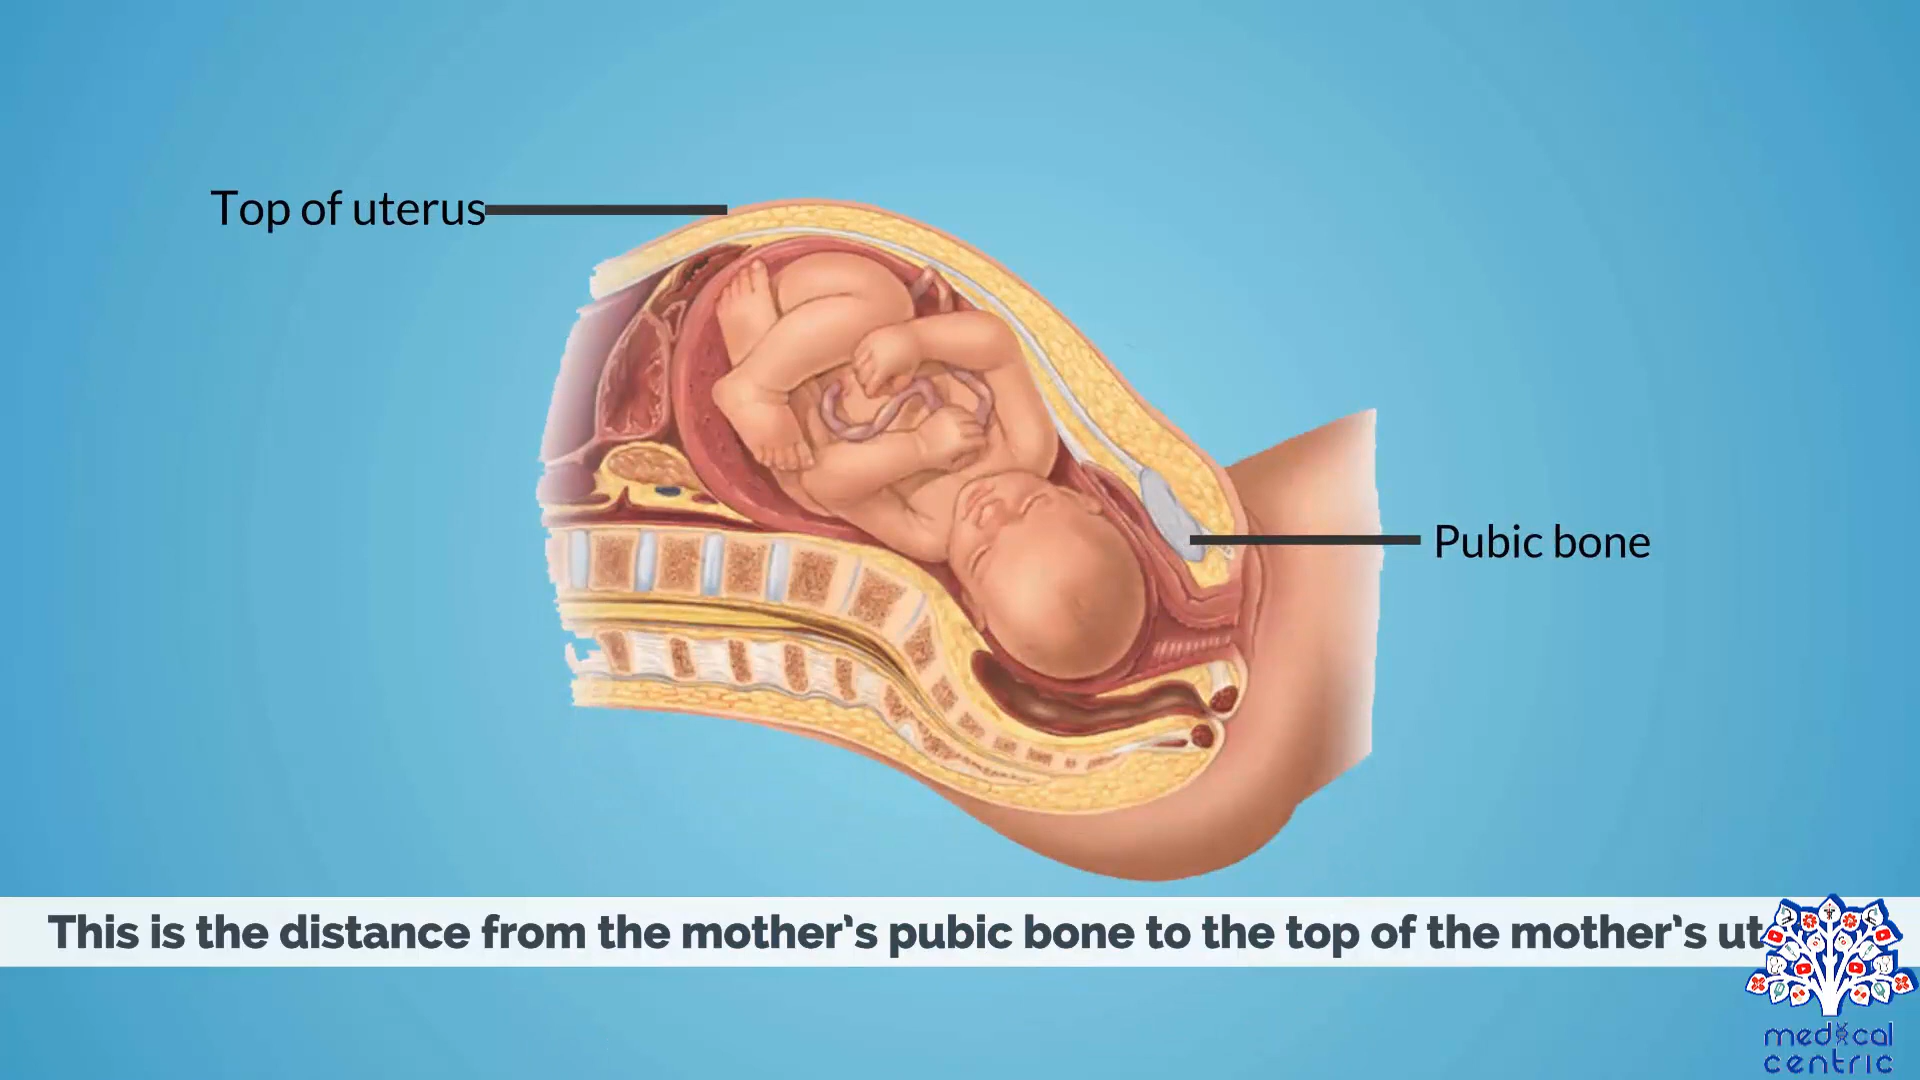 Top of uterus
Pubic bone
This is the distance from the mother's pubic bone to the top of the mother's ut
medical
centric